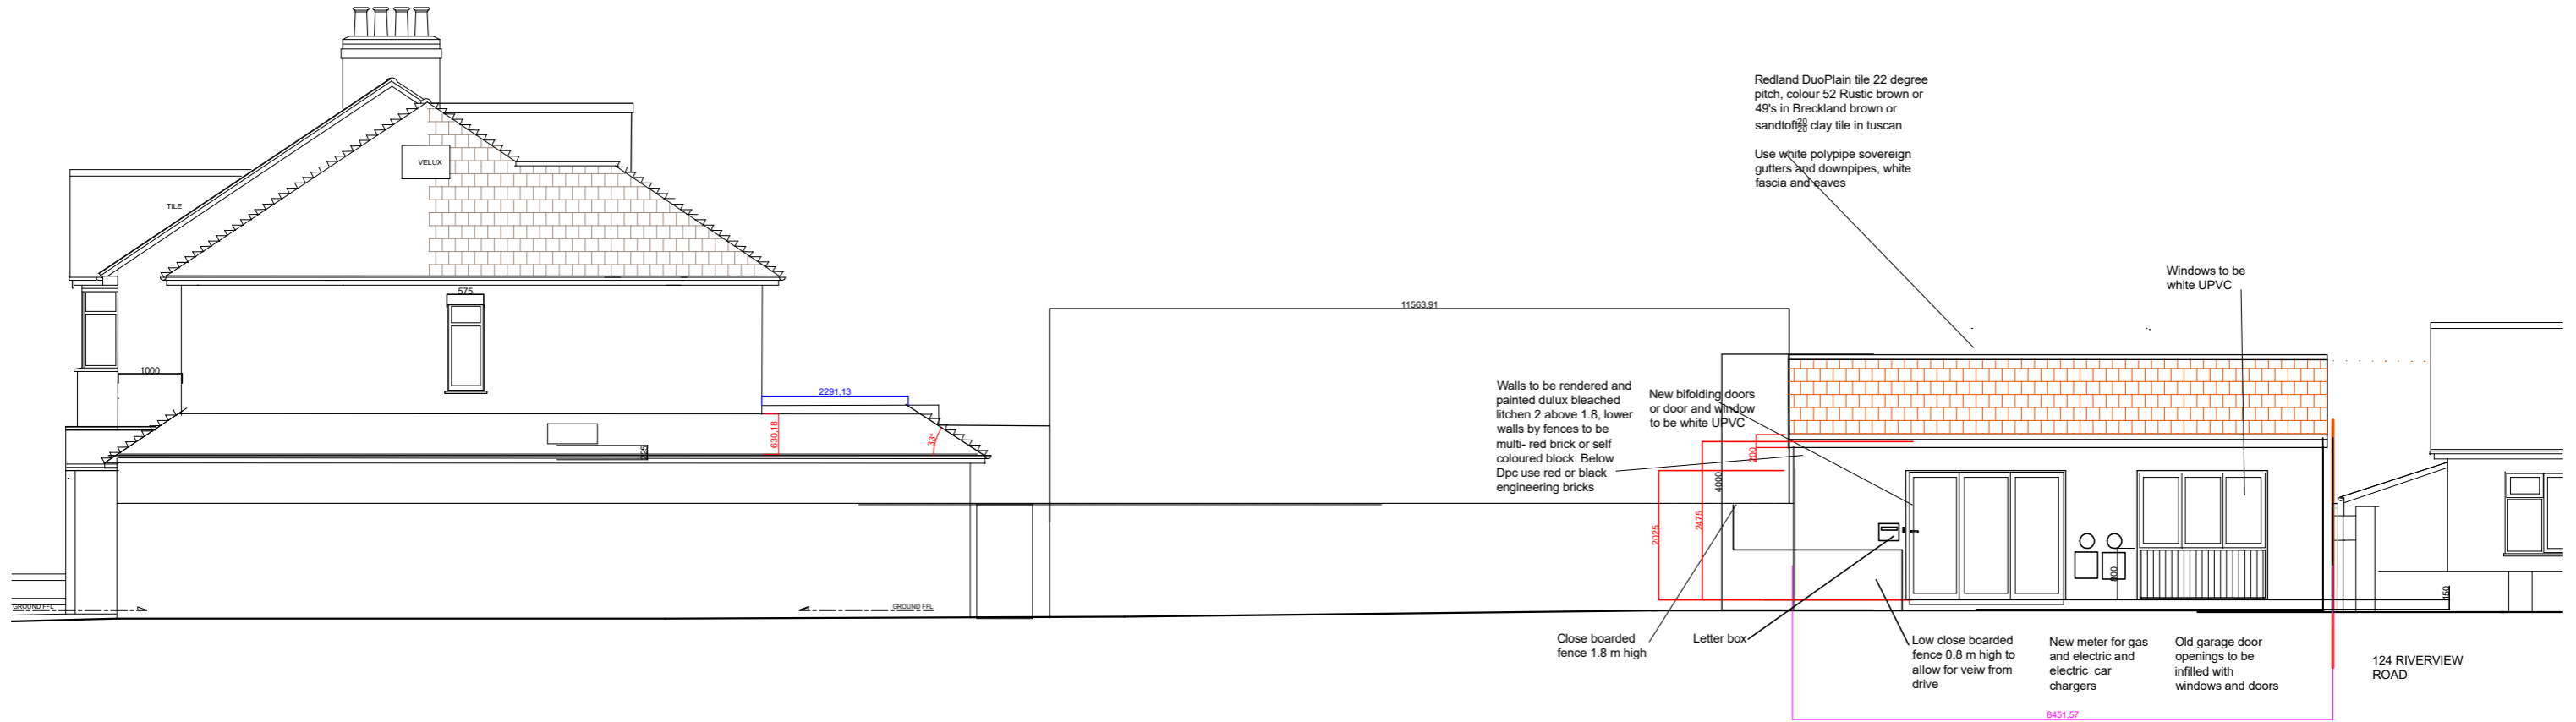 Redland DuoPlain tile 22 degree
pitch, colour 52 Rustic brown or
49's in Breckland brown or
sandtoft 20/20 clay tile in tuscan
Use white polypipe sovereign
gutters and downpipes, white
fascia and eaves
VELUX
TILE
Windows to be
white UPVC
575
11563,91
1000
2291,13
630,18
33°
225
Walls to be rendered and
painted dulux bleached
litchen 2 above 1.8, lower
walls by fences to be
multi- red brick or self
coloured block. Below
Dpc use red or black
engineering bricks
New bifolding doors
or door and window
to be white UPVC
200
4000
2475
2025
800
150
GROUND FFL
GROUND FFL
Close boarded
fence 1.8 m high
Letter box
Low close boarded
fence 0.8 m high to
allow for veiw from
drive
New meter for gas
and electric and
electric car
chargers
Old garage door
openings to be
infilled with
windows and doors
124 RIVERVIEW
ROAD
8451,57